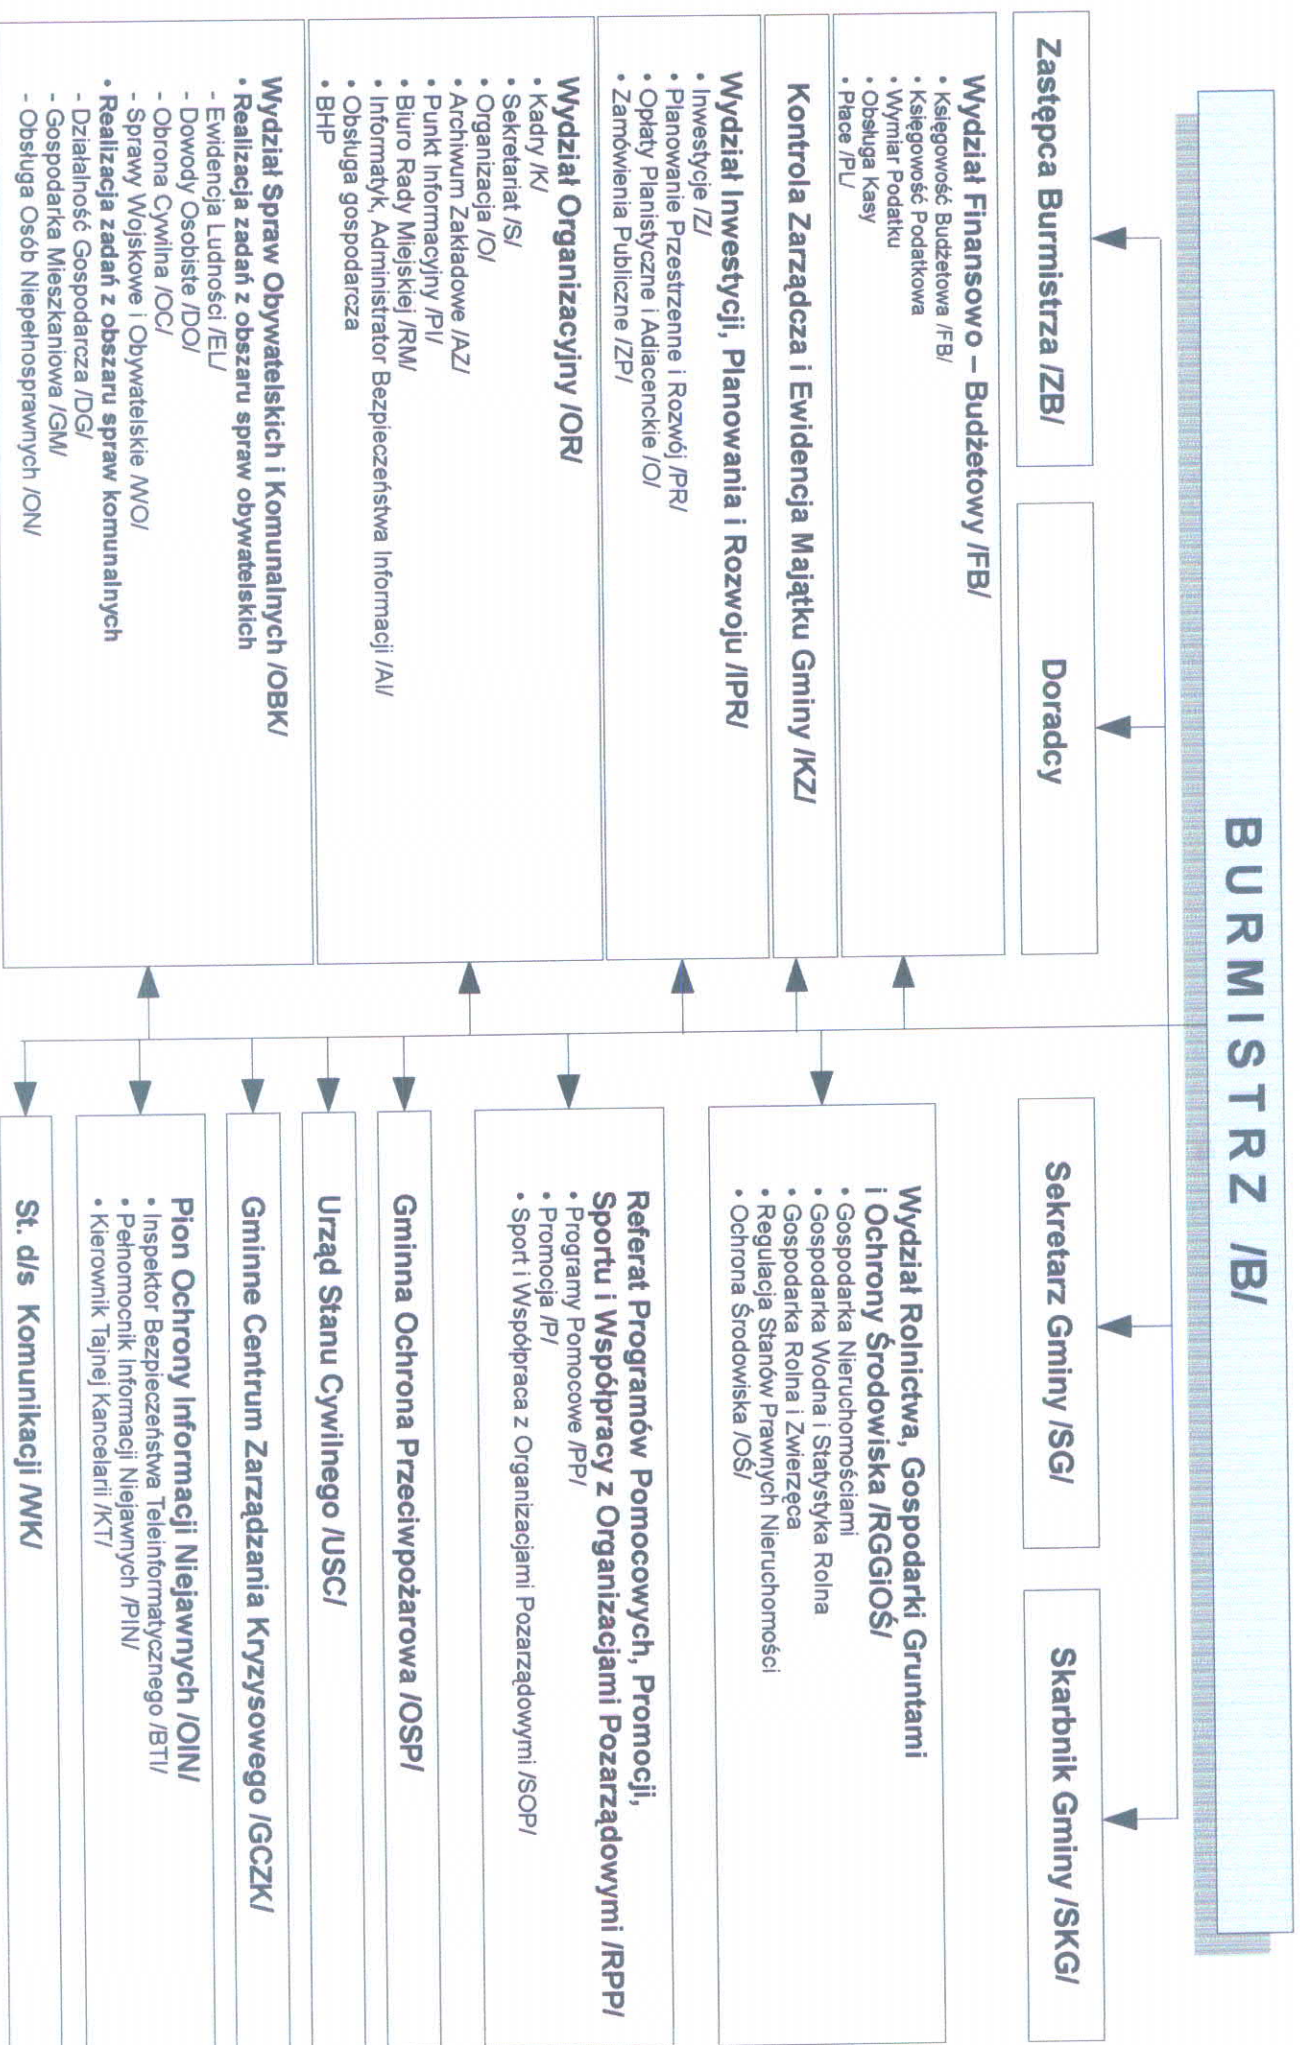 BURMISTRZ /B/
Zastępca Burmistrza /ZB/
Doradcy
Sekretarz Gminy /SG/
Skarbnik Gminy /SKG/
Wydział Finansowo – Budżetowy /FB/
• Księgowość Budżetowa /FB/
• Księgowość Podatkowa
• Wymiar Podatku
• Obsługa Kasy
• Płace /PL/
Kontrola Zarządcza i Ewidencja Majątku Gminy /KZ/
Wydział Inwestycji, Planowania i Rozwoju /IPR/
• Inwestycje /Z/
• Planowanie Przestrzenne i Rozwój /PR/
• Opłaty Planistyczne i Adiacenckie /O/
• Zamówienia Publiczne /ZP/
Wydział Organizacyjny /OR/
• Kadry /K/
• Sekretariat /S/
• Organizacja /O/
• Archiwum Zakładowe /AZ/
• Punkt Informacyjny /PI/
• Biuro Rady Miejskiej /RM/
• Informatyk, Administrator Bezpieczeństwa Informacji /AI/
• Obsługa gospodarcza
• BHP
Wydział Spraw Obywatelskich i Komunalnych /OBK/
• Realizacja zadań z obszaru spraw obywatelskich
- Ewidencja Ludności /EL/
- Dowody Osobiste /DO/
- Obrona Cywilna /OC/
- Sprawy Wojskowe i Obywatelskie /WO/
• Realizacja zadań z obszaru spraw komunalnych
- Działalność Gospodarcza /DG/
- Gospodarka Mieszkaniowa /GM/
- Obsługa Osób Niepełnosprawnych /ON/
Wydział Rolnictwa, Gospodarki Gruntami
i Ochrony Środowiska /RGGiOŚ/
• Gospodarka Nieruchomościami
• Gospodarka Wodna i Statystyka Rolna
• Gospodarka Rolna i Zwierzęca
• Regulacja Stanów Prawnych Nieruchomości
• Ochrona Środowiska /OŚ/
Referat Programów Pomocowych, Promocji,
Sportu i Współpracy z Organizacjami Pozarządowymi /RPP/
• Programy Pomocowe /PP/
• Promocja /P/
• Sport i Współpraca z Organizacjami Pozarządowymi /SOP/
Gminna Ochrona Przeciwpożarowa /OSP/
Urząd Stanu Cywilnego /USC/
Gminne Centrum Zarządzania Kryzysowego /GCZK/
Pion Ochrony Informacji Niejawnych /OIN/
• Inspektor Bezpieczeństwa Teleinformatycznego /BTI/
• Pełnomocnik Informacji Niejawnych /PIN/
• Kierownik Tajnej Kancelarii /KT/
St. d/s Komunikacji /WK/